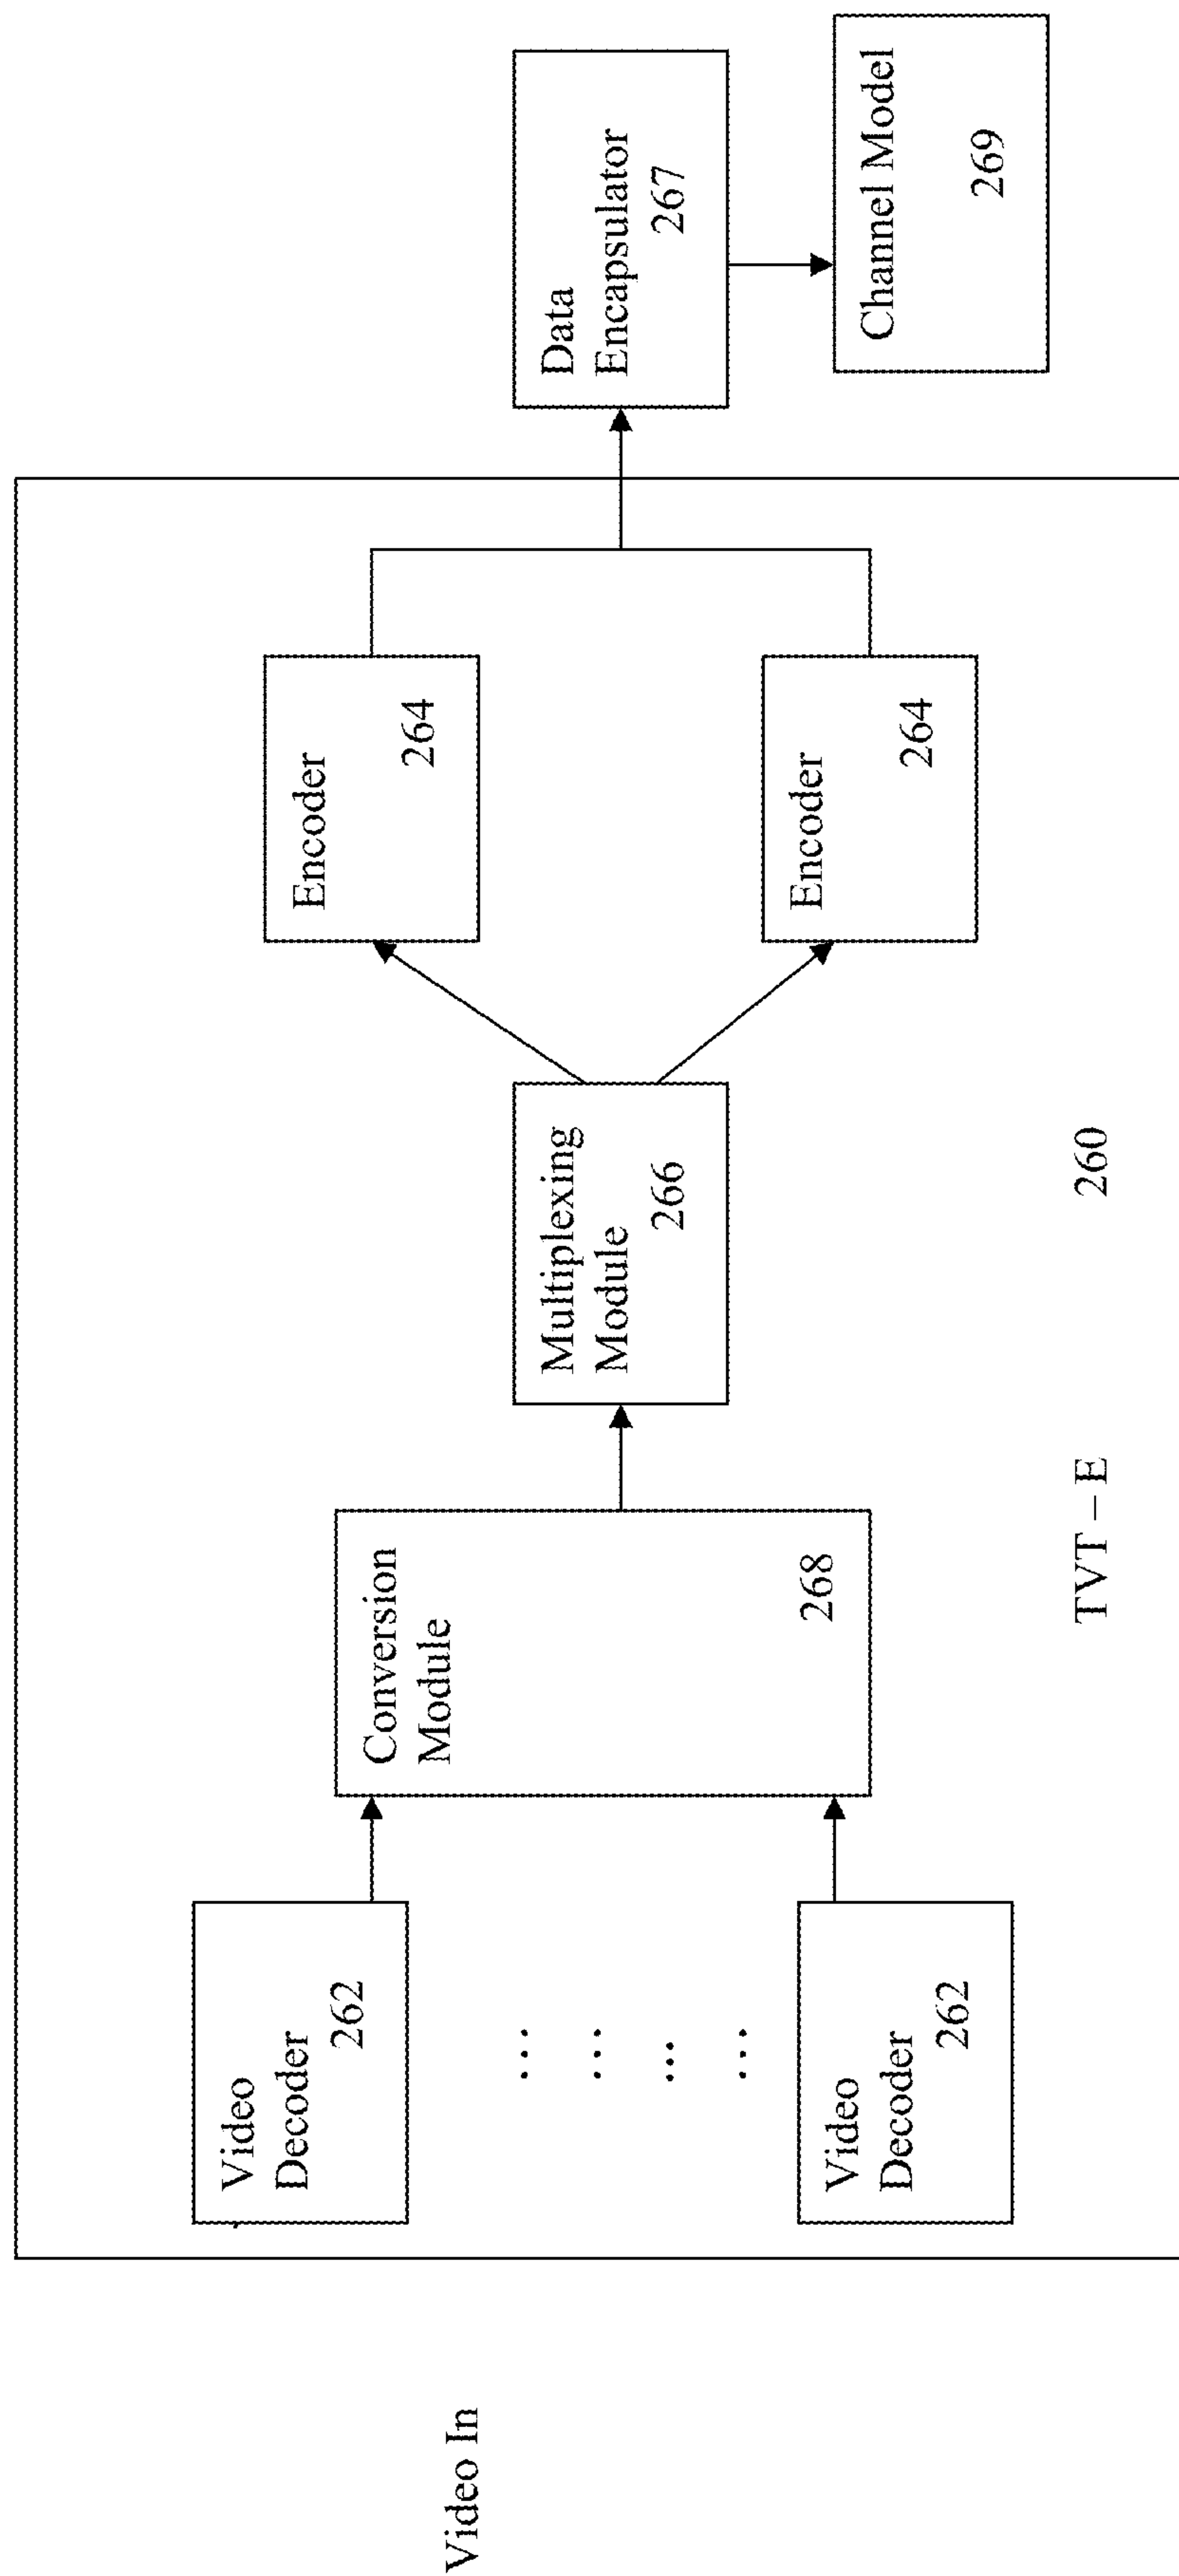 Video In
Video
Decoder
262
...
...
...
...
Video
Decoder
262
Conversion
Module
268
Multiplexing
Module
266
Encoder
264
Encoder
264
TVT – E
260
Data
Encapsulator
267
Channel Model
269